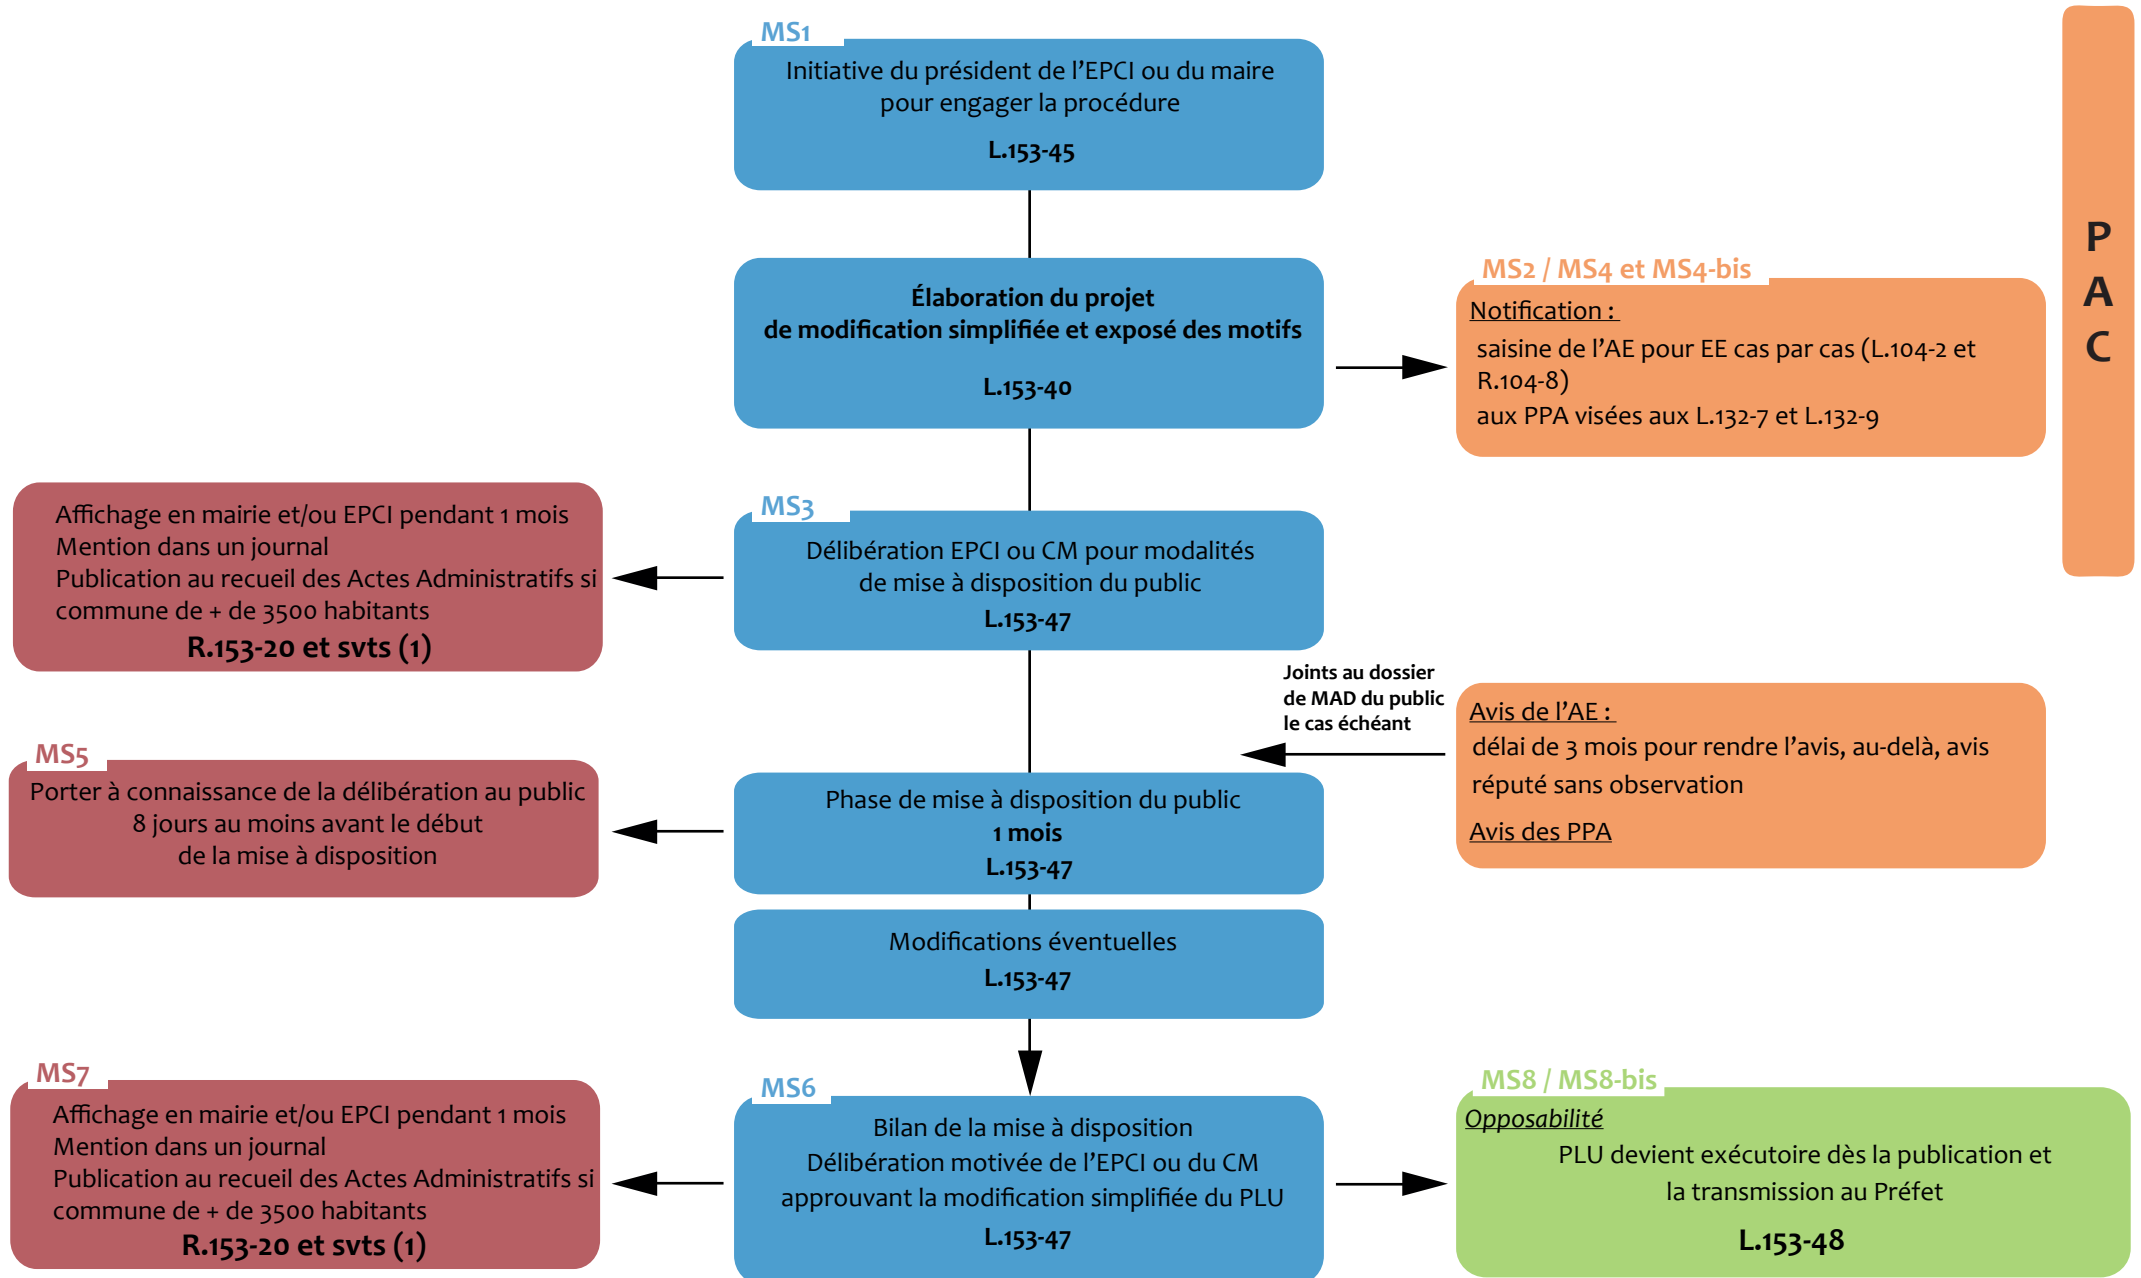 MS1
Initiative du président de l’EPCI ou du maire
pour engager la procédure
L.153-45
P
A
C
Élaboration du projet
de modification simplifiée et exposé des motifs
L.153-40
MS2 / MS4 et MS4-bis
Notification :
saisine de l’AE pour EE cas par cas (L.104-2 et
R.104-8)
aux PPA visées aux L.132-7 et L.132-9
Affichage en mairie et/ou EPCI pendant 1 mois
Mention dans un journal
Publication au recueil des Actes Administratifs si
commune de + de 3500 habitants
R.153-20 et svts (1)
MS3
Délibération EPCI ou CM pour modalités
de mise à disposition du public
L.153-47
Joints au dossier
de MAD du public
le cas échéant
Avis de l’AE :
délai de 3 mois pour rendre l’avis, au-delà, avis
réputé sans observation
Avis des PPA
MS5
Porter à connaissance de la délibération au public
8 jours au moins avant le début
de la mise à disposition
Phase de mise à disposition du public
1 mois
L.153-47
Modifications éventuelles
L.153-47
MS7
Affichage en mairie et/ou EPCI pendant 1 mois
Mention dans un journal
Publication au recueil des Actes Administratifs si
commune de + de 3500 habitants
R.153-20 et svts (1)
MS6
Bilan de la mise à disposition
Délibération motivée de l’EPCI ou du CM
approuvant la modification simplifiée du PLU
L.153-47
MS8 / MS8-bis
Opposabilité
PLU devient exécutoire dès la publication et
la transmission au Préfet
L.153-48